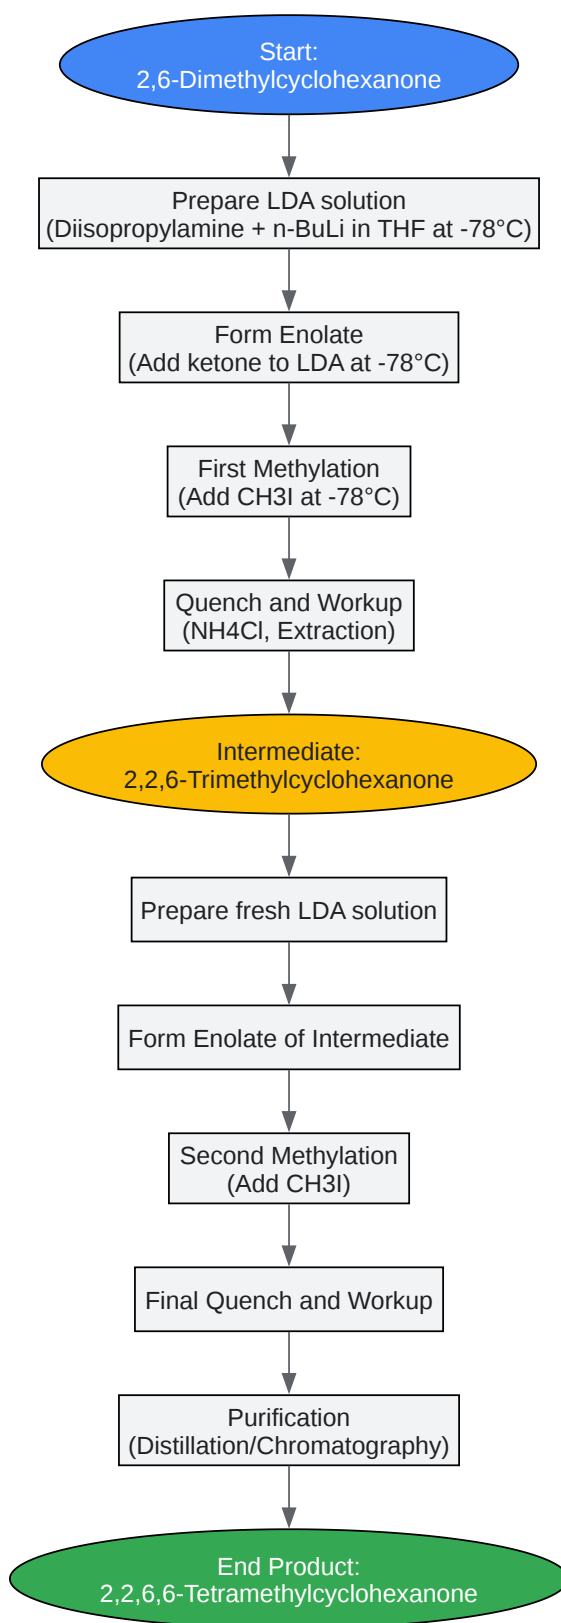 Start:
2,6-Dimethylcyclohexanone
Prepare LDA solution
(Diisopropylamine + n-BuLi in THF at -78°C)
Form Enolate
(Add ketone to LDA at -78°C)
First Methylation
(Add CH3I at -78°C)
Quench and Workup
(NH4Cl, Extraction)
Intermediate:
2,2,6-Trimethylcyclohexanone
Prepare fresh LDA solution
Form Enolate of Intermediate
Second Methylation
(Add CH3I)
Final Quench and Workup
Purification
(Distillation/Chromatography)
End Product:
2,2,6,6-Tetramethylcyclohexanone